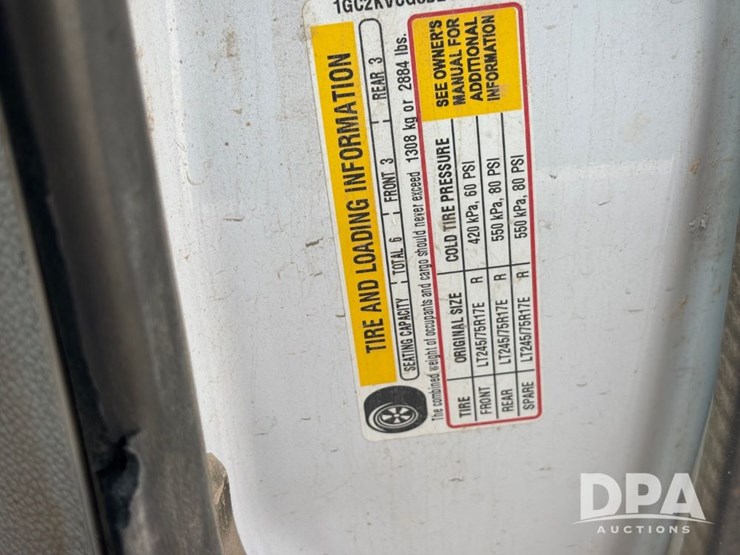 TIRE AND LOADING INFORMATION
SEATING CAPACITY TOTAL 6 FRONT 3 REAR 3
The combined weight of occupants and cargo should never exceed 1308 kg or 2884 lbs.
TIRE ORIGINAL SIZE COLD TIRE PRESSURE
FRONT LT245/75R17E R 420 kPa, 60 PSI
REAR LT245/75R17E R 550 kPa, 80 PSI
SPARE LT245/75R17E R 550 kPa, 80 PSI
SEE OWNER'S
MANUAL FOR
ADDITIONAL
INFORMATION
DPA
AUCTIONS